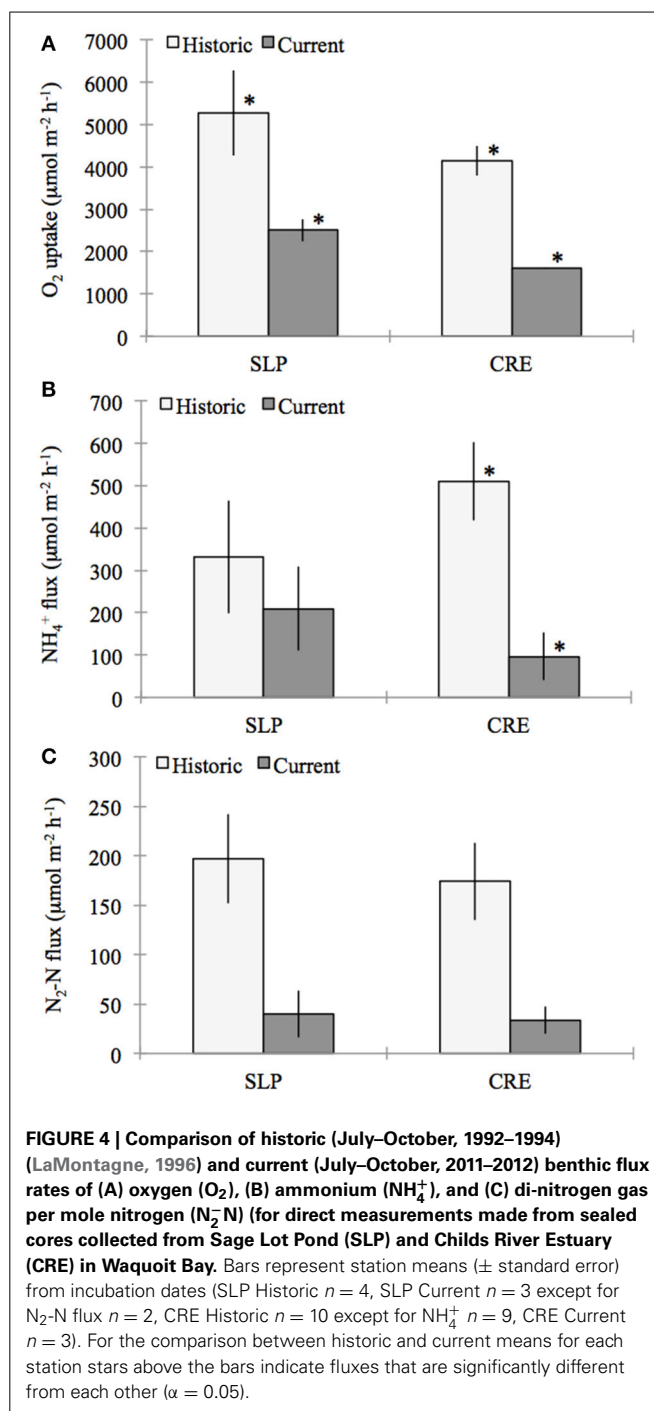 A
7000
6000
5000
4000
3000
2000
1000
0
O₂ uptake (μmol m⁻² h⁻¹)
Historic Current
*
*
*
*
SLP CRE
B
700
600
500
400
300
200
100
0
NH₄⁺ flux (μmol m⁻² h⁻¹)
Historic Current
*
*
SLP CRE
C
300
250
200
150
100
50
0
N₂-N flux (μmol m⁻² h⁻¹)
Historic Current
SLP CRE
FIGURE 4 | Comparison of historic (July–October, 1992–1994)
(LaMontagne, 1996) and current (July–October, 2011–2012) benthic flux
rates of (A) oxygen (O₂), (B) ammonium (NH₄⁺), and (C) di-nitrogen gas
per mole nitrogen (N₂⁻N) (for direct measurements made from sealed
cores collected from Sage Lot Pond (SLP) and Childs River Estuary
(CRE) in Waquoit Bay. Bars represent station means (± standard error)
from incubation dates (SLP Historic n = 4, SLP Current n = 3 except for
N₂-N flux n = 2, CRE Historic n = 10 except for NH₄⁺ n = 9, CRE Current
n = 3). For the comparison between historic and current means for each
station stars above the bars indicate fluxes that are significantly different
from each other (α = 0.05).